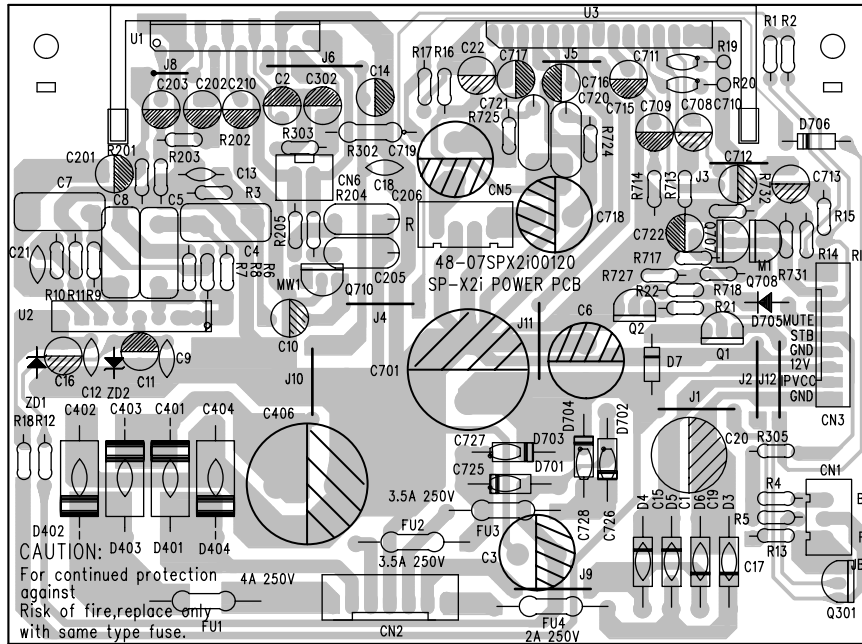 U1
U3
R1 R2
J6
J8
C203 C202 C210
C2 C302
C14
R17 R16
C22
C717
J5
C716
C711
R19
R20
C721
C720
C715
C709
C708
C710
R725
R724
D706
R201
R203
R202
R303
R302
C719
C201
C13
R3
CN6
R204
C18
C206
CN5
C718
R714
R713
J3
C712
R732
C713
R15
C7
C8
C5
C4
R205
R
C722
C21
R10 R11 R9
R7
R8
R6
MW1
Q710
C205
48-07SPX2i00120
SP-X2i POWER PCB
R717
R727
R22
R718
R21
M1
Q708
R731
R14
U2
C10
J4
J11
C6
Q2
Q1
D705
MUTE
STB
GND
12V
IPVCC
GND
CN3
C16
C12
C11
C9
ZD1
ZD2
J10
C701
D7
J2 J12
R18 R12
C402 C403 C401 C404
C406
C727
D703
C725
D701
D704
D702
J1
C20
R305
CN1
D402
D403 D401 D404
3.5A 250V
FU3
FU2
3.5A 250V
C728
C726
D4
C15
D5
C1
D6
C19
D3
R4
R5
R13
C17
CAUTION:
For continued protection
against
Risk of fire,replace only
with same type fuse.
4A 250V
FU1
CN2
C3
J9
FU4
2A 250V
Q301